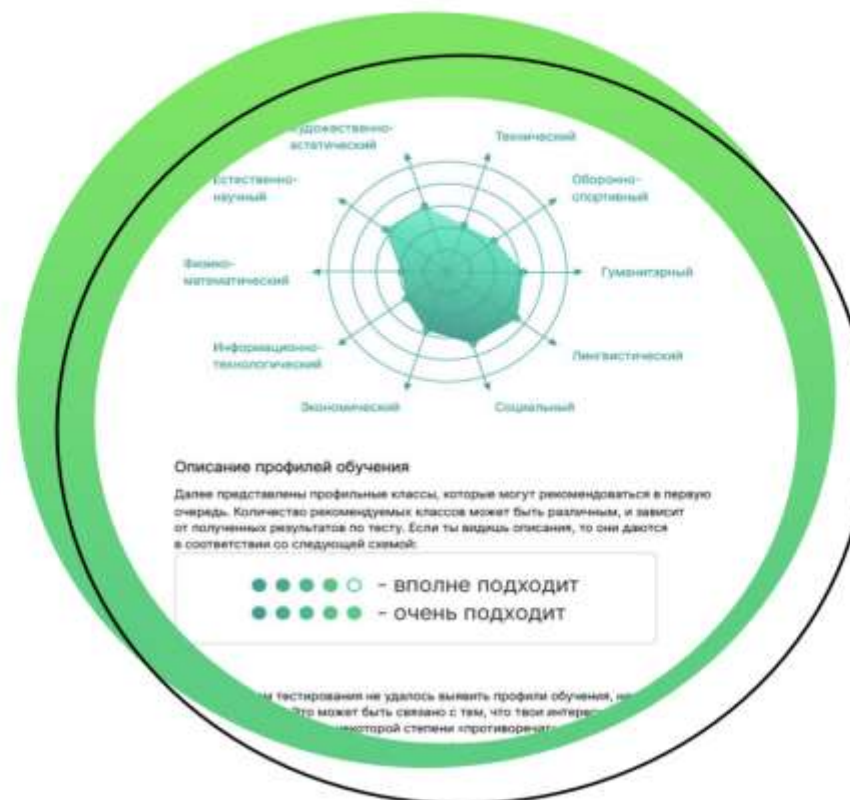 художественно-
эстатический
Технический
Естественно-
научный
Оборонно-
спортивный
Физико-
математический
Гуманитарный
Информационно-
технологический
Лингвистический
Экономический
Социальный
Описание профилей обучения
Далее представлены профильные классы, которые могут рекомендоваться в первую
очередь. Количество рекомендуемых классов может быть различным, и зависит
от полученных результатов по тесту. Если ты видишь описания, то они даются
в соответствии со следующей схемой:
- вполне подходит
- очень подходит
тестирования не удалось выявить профили обучения,
Это может быть связано с тем, что твои
некоторой степени